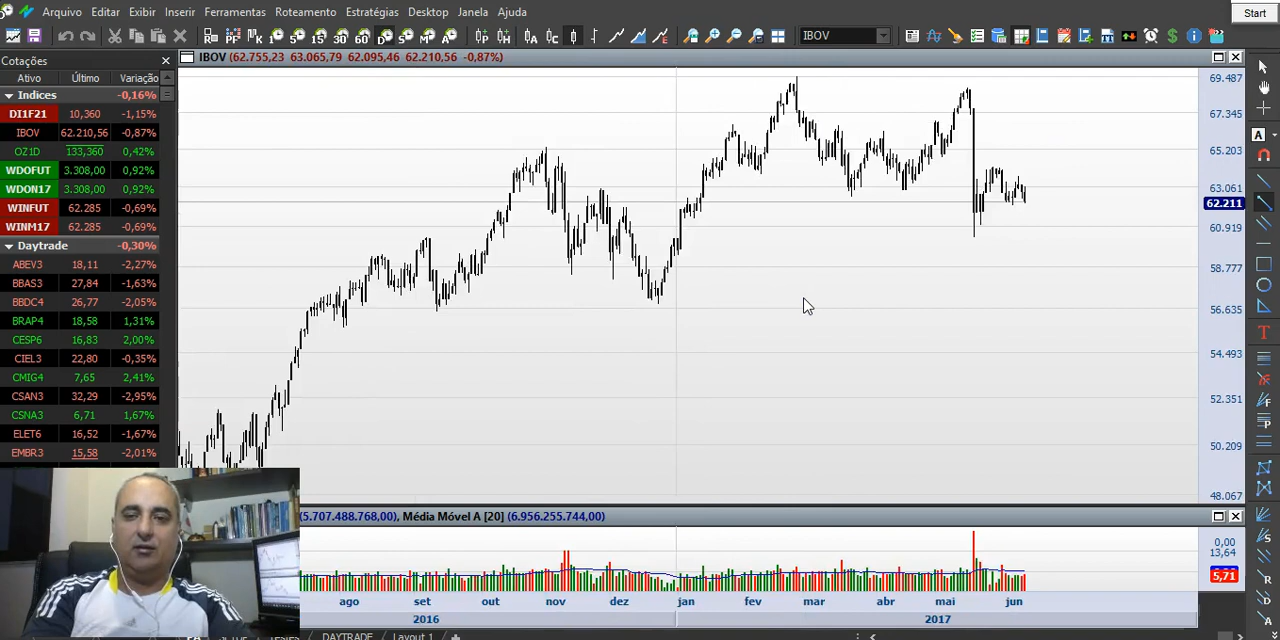 Arquivo Editar Exibir Inserir Ferramentas Roteamento Estratégias Desktop Janela Ajuda
Start
R PF K 1 5 15 30 60 D S M A P C A C E IBOV
Cotações
IBOV (62.755,23 63.065,79 62.095,46 62.210,56 -0,87%)
Ativo Último Variação
Indices -0,16%
DI1F21 10,360 -1,15%
IBOV 62.210,56 -0,87%
OZ1D 133,360 0,42%
WDOFUT 3.308,00 0,92%
WDON17 3.308,00 0,92%
WINFUT 62.285 -0,69%
WINM17 62.285 -0,69%
Daytrade -0,30%
ABEV3 18,11 -2,27%
BBAS3 27,84 -1,63%
BBDC4 26,77 -2,05%
BRAP4 18,58 1,31%
CESP6 16,83 2,00%
CIEL3 22,80 -0,35%
CMIG4 7,65 2,41%
CSAN3 32,29 -2,95%
CSNA3 6,71 1,67%
ELET6 16,52 -1,67%
EMBR3 15,58 -2,01%
69.487
67.345
65.203
63.061
62.211
60.919
58.777
56.635
54.493
52.351
50.209
48.067
A
T
F
P
S
R
D
A
(5.707.488.768,00), Média Móvel A [20] (6.956.255.744,00)
0,00
13,64
5,71
ago set out nov dez jan fev mar abr mai jun
2016 2017
DAYTRADE Layout 1